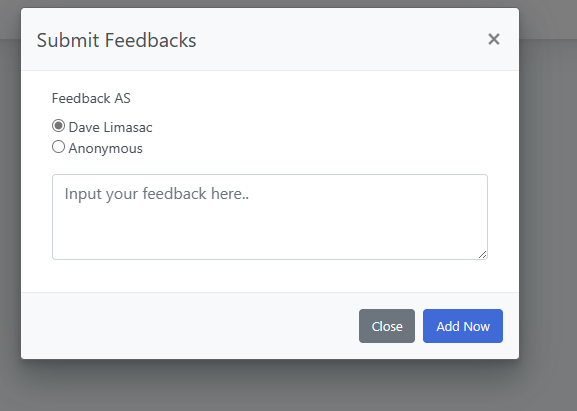 Submit Feedbacks ×
Feedback AS
Dave Limasac
Anonymous
Input your feedback here..
Close Add Now